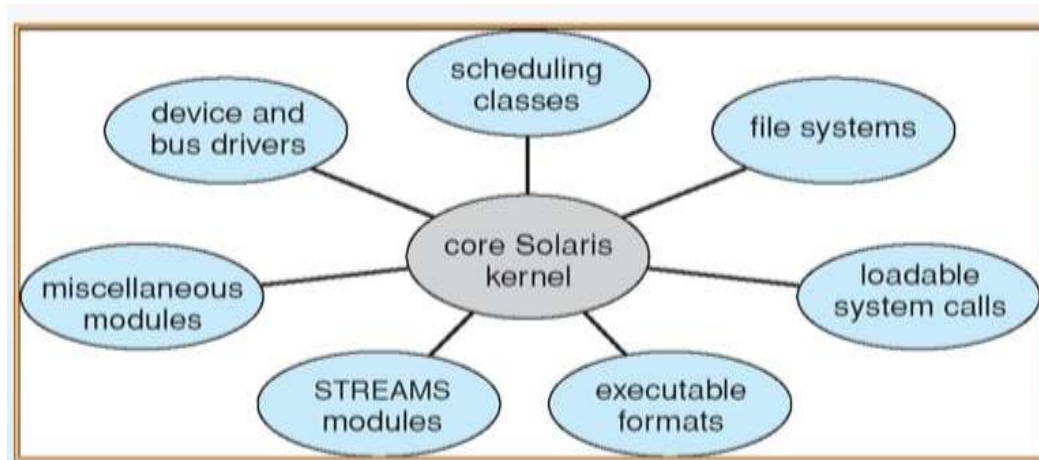 scheduling
classes
device and
bus drivers
file systems
core Solaris
kernel
miscellaneous
modules
loadable
system calls
STREAMS
modules
executable
formats